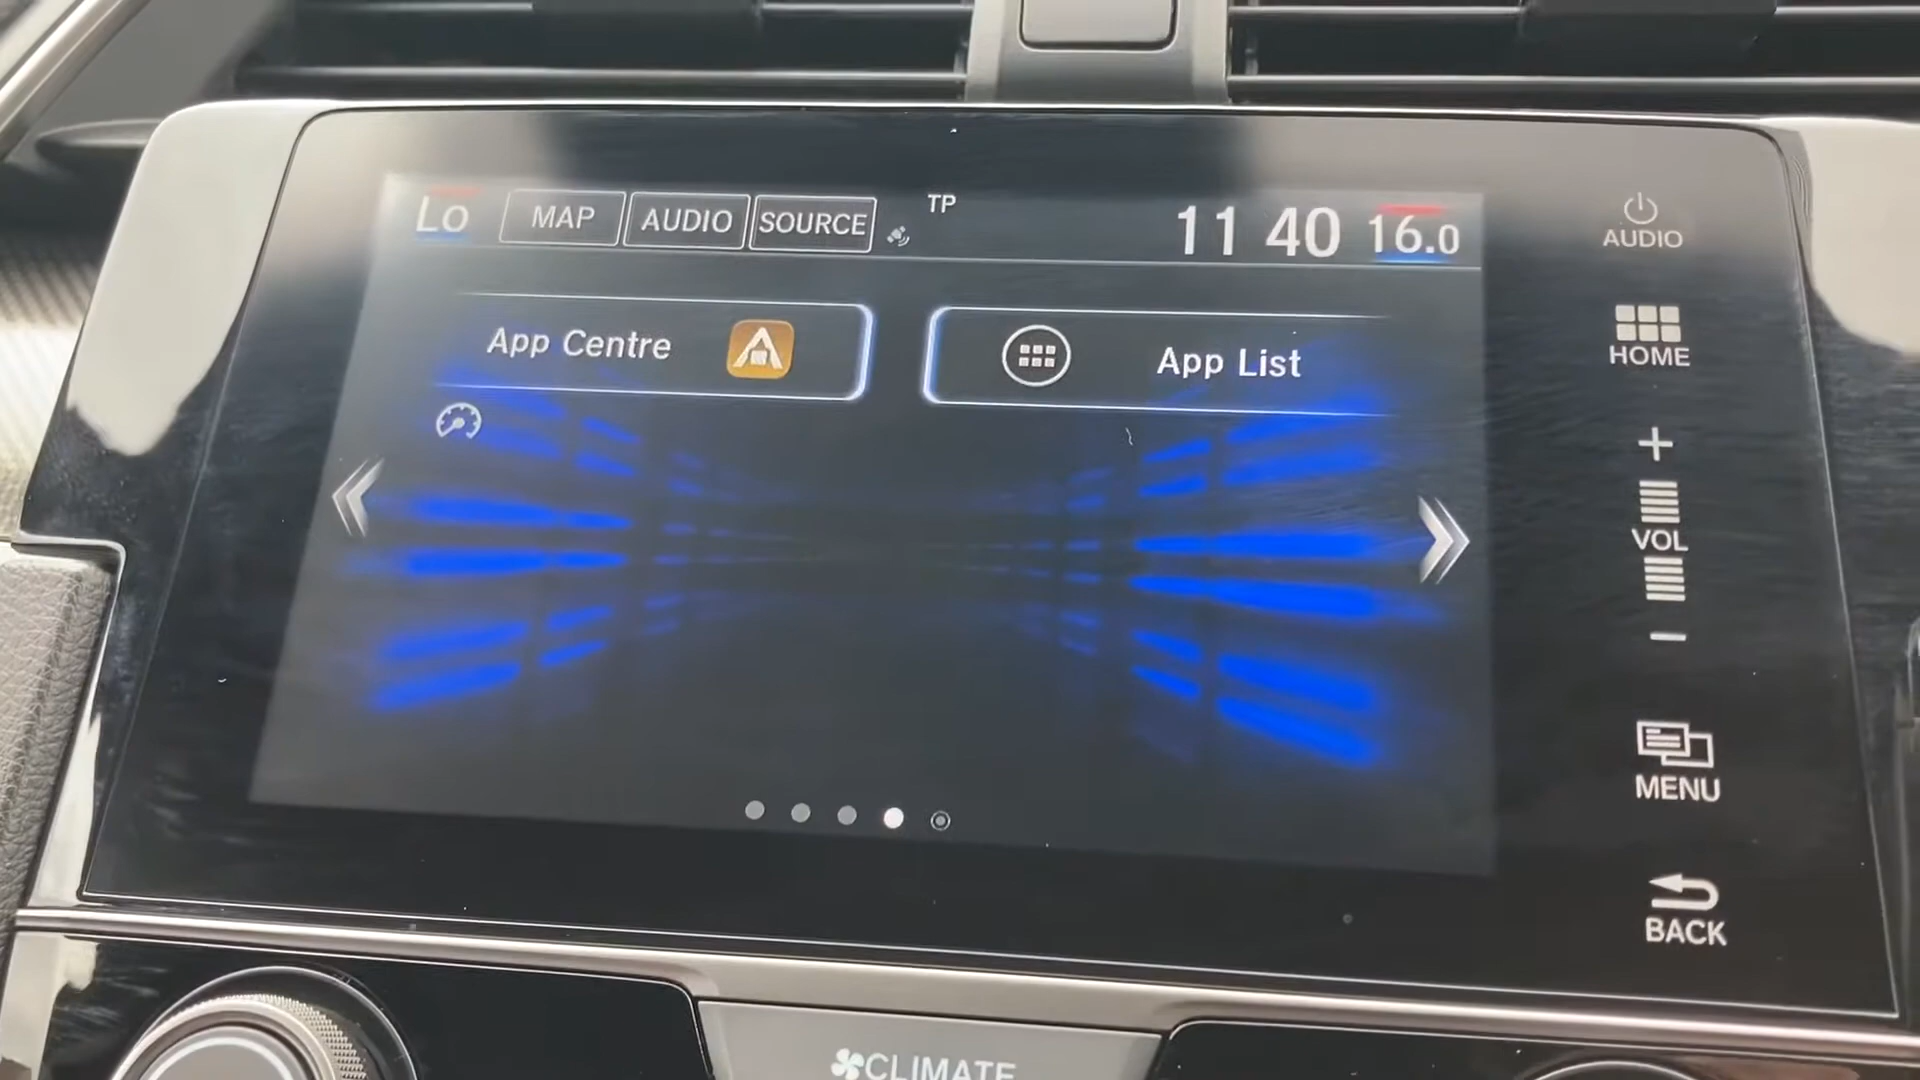 Lo MAP AUDIO SOURCE TP 11 40 16.0
App Centre
App List
AUDIO
HOME
+
VOL
−
MENU
BACK
CLIMATE